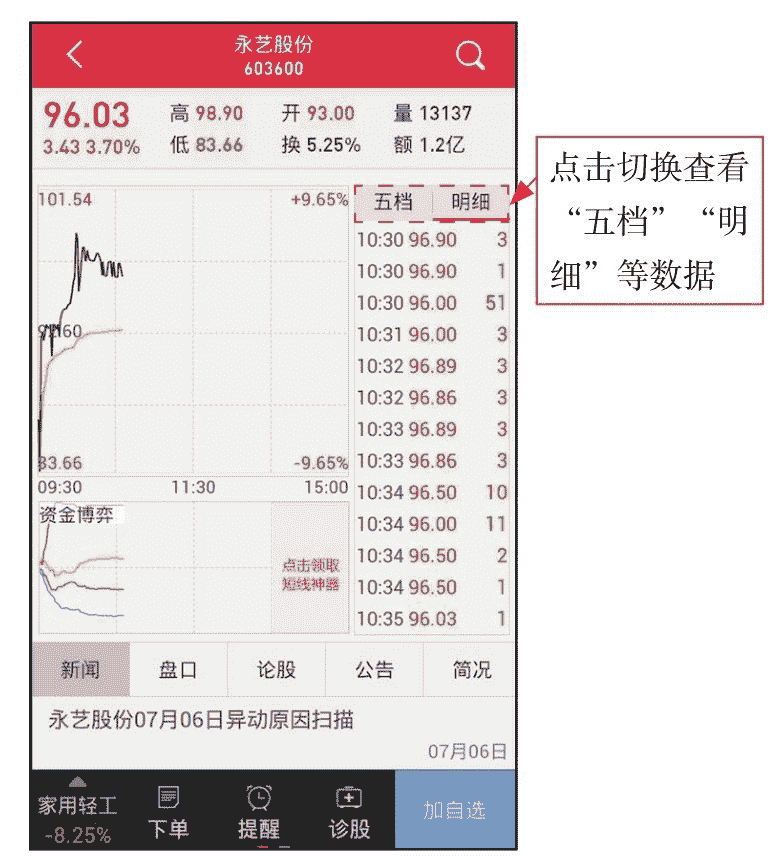 永艺股份
603600
96.03
高 98.90 开 93.00 量 13137
3.43 3.70% 低 83.66 换 5.25% 额 1.2亿
101.54 +9.65%
92.60
83.66 -9.65%
09:30 11:30 15:00
资金博弈
点击领取
短线神器
五档 明细
10:30 96.90 3
10:30 96.90 1
10:30 96.00 51
10:31 96.00 3
10:32 96.89 3
10:32 96.86 3
10:33 96.89 3
10:33 96.86 3
10:34 96.50 10
10:34 96.00 11
10:34 96.50 2
10:34 96.50 1
10:35 96.03 1
点击切换查看
“五档”“明
细”等数据
新闻 盘口 论股 公告 简况
永艺股份07月06日异动原因扫描
07月06日
家用轻工
-8.25%
下单 提醒 诊股 加自选